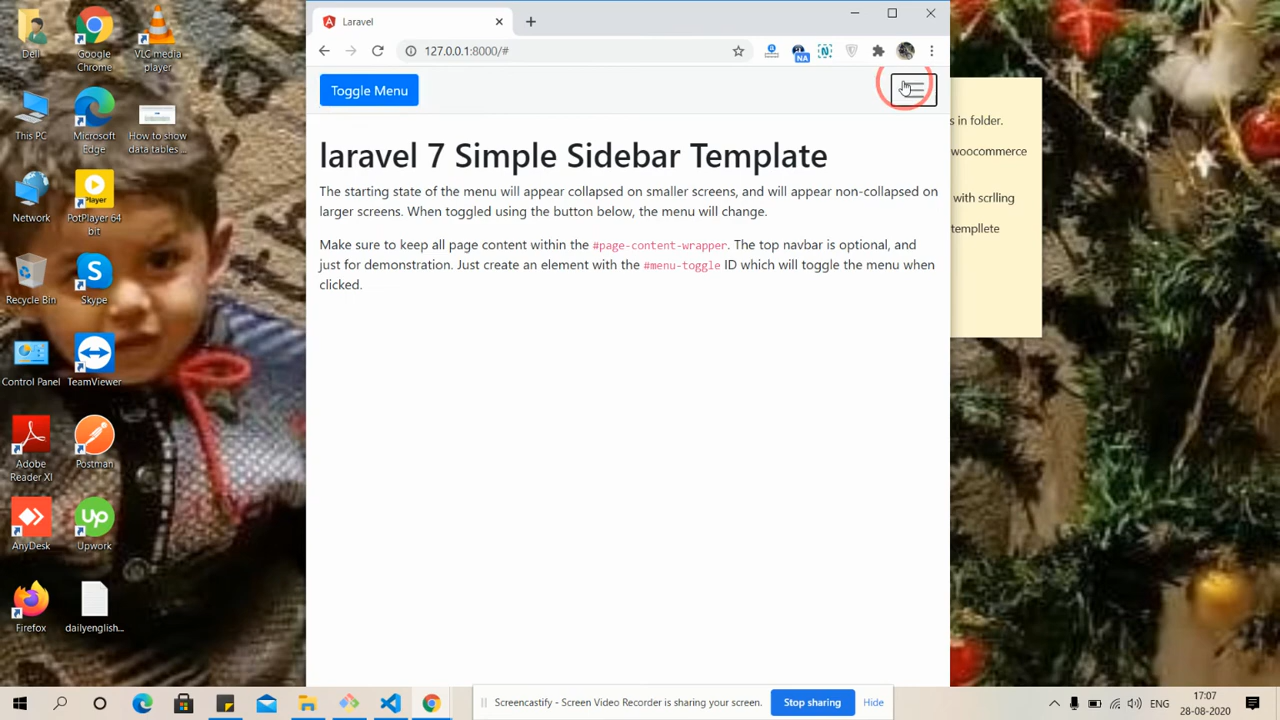 Deli
Google
Chrome
VLC media
player
This PC
Microsoft
Edge
How to show
data tables ...
Network
PotPlayer 64
bit
Player
Recycle Bin
Skype
Control Panel
TeamViewer
Adobe
Reader XI
Postman
AnyDesk
Up
Upwork
Firefox
dailyenglish...
Laravel
127.0.0.1:8000/#
NA
Toggle Menu
laravel 7 Simple Sidebar Template
The starting state of the menu will appear collapsed on smaller screens, and will appear non-collapsed on
larger screens. When toggled using the button below, the menu will change.
Make sure to keep all page content within the #page-content-wrapper. The top navbar is optional, and
just for demonstration. Just create an element with the #menu-toggle ID which will toggle the menu when
clicked.
s in folder.
woocommerce
with scrlling
templlete
Screencastify - Screen Video Recorder is sharing your screen.
Stop sharing
Hide
ENG
17:07
28-08-2020